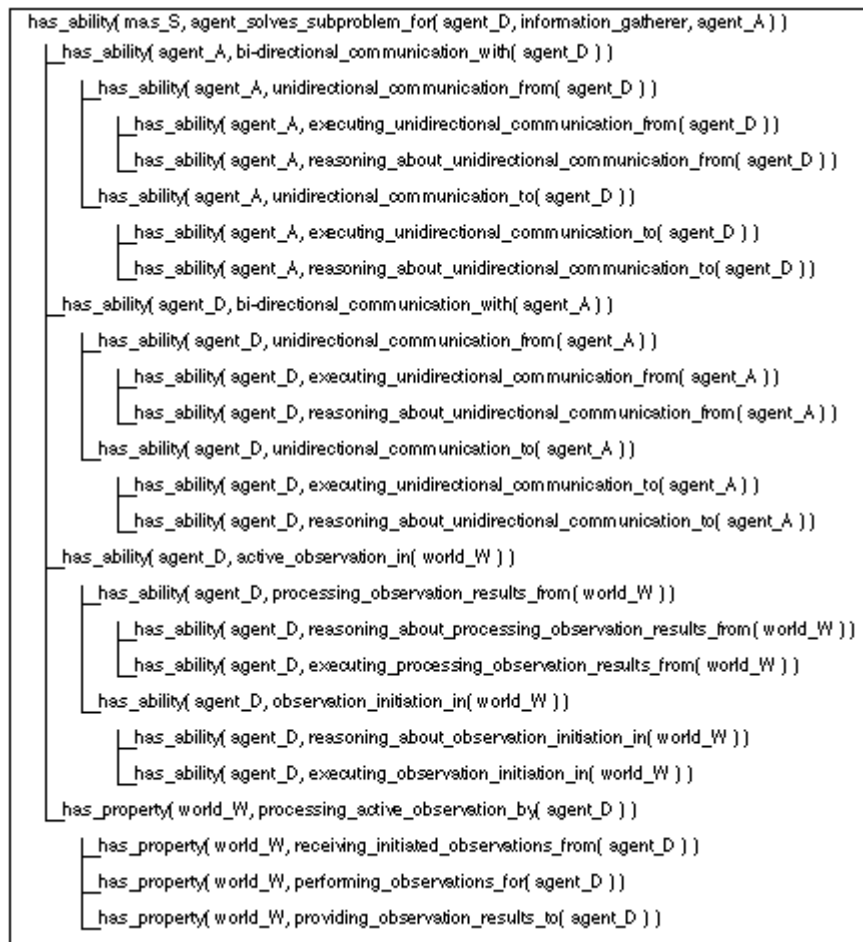 has_ability( mas_S, agent_solves_subproblem_for( agent_D, information_gatherer, agent_A ) )
has_ability( agent_A, bi-directional_communication_with( agent_D ) )
has_ability( agent_A, unidirectional_communication_from( agent_D ) )
has_ability( agent_A, executing_unidirectional_communication_from( agent_D ) )
has_ability( agent_A, reasoning_about_unidirectional_communication_from( agent_D ) )
has_ability( agent_A, unidirectional_communication_to( agent_D ) )
has_ability( agent_A, executing_unidirectional_communication_to( agent_D ) )
has_ability( agent_A, reasoning_about_unidirectional_communication_to( agent_D ) )
has_ability( agent_D, bi-directional_communication_with( agent_A ) )
has_ability( agent_D, unidirectional_communication_from( agent_A ) )
has_ability( agent_D, executing_unidirectional_communication_from( agent_A ) )
has_ability( agent_D, reasoning_about_unidirectional_communication_from( agent_A ) )
has_ability( agent_D, unidirectional_communication_to( agent_A ) )
has_ability( agent_D, executing_unidirectional_communication_to( agent_A ) )
has_ability( agent_D, reasoning_about_unidirectional_communication_to( agent_A ) )
has_ability( agent_D, active_observation_in( world_W ) )
has_ability( agent_D, processing_observation_results_from( world_W ) )
has_ability( agent_D, reasoning_about_processing_observation_results_from( world_W ) )
has_ability( agent_D, executing_processing_observation_results_from( world_W ) )
has_ability( agent_D, observation_initiation_in( world_W ) )
has_ability( agent_D, reasoning_about_observation_initiation_in( world_W ) )
has_ability( agent_D, executing_observation_initiation_in( world_W ) )
has_property( world_W, processing_active_observation_by( agent_D ) )
has_property( world_W, receiving_initiated_observations_from( agent_D ) )
has_property( world_W, performing_observations_for( agent_D ) )
has_property( world_W, providing_observation_results_to( agent_D ) )